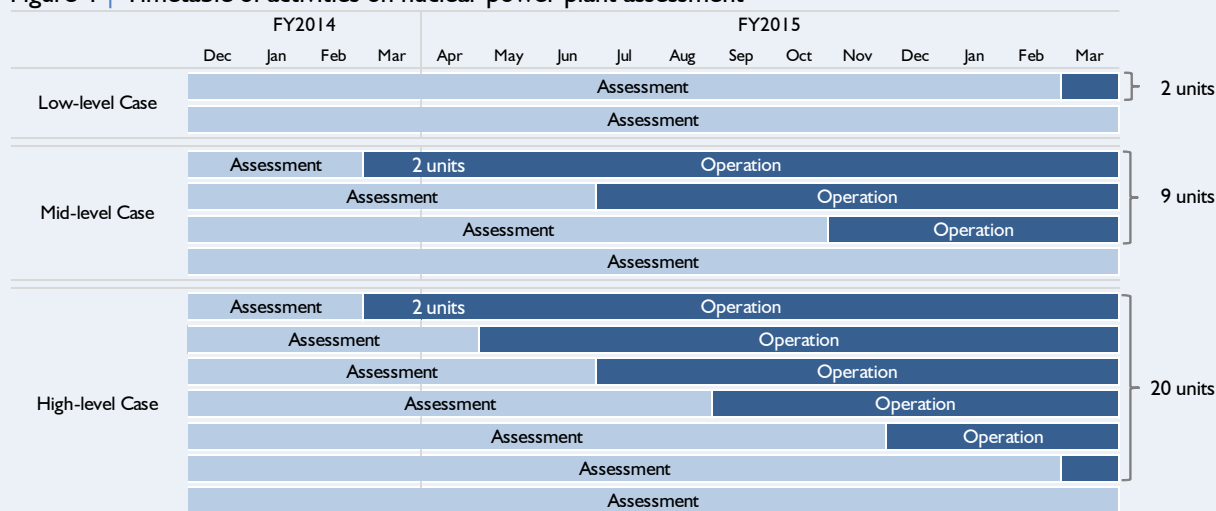 FY2014 FY2015
Dec Jan Feb Mar Apr May Jun Jul Aug Sep Oct Nov Dec Jan Feb Mar
Low-level Case
Assessment
2 units
Assessment
Mid-level Case
Assessment 2 units Operation
Assessment Operation
9 units
Assessment Operation
Assessment
High-level Case
Assessment 2 units Operation
Assessment Operation
Assessment Operation
20 units
Assessment Operation
Assessment Operation
Assessment
Assessment